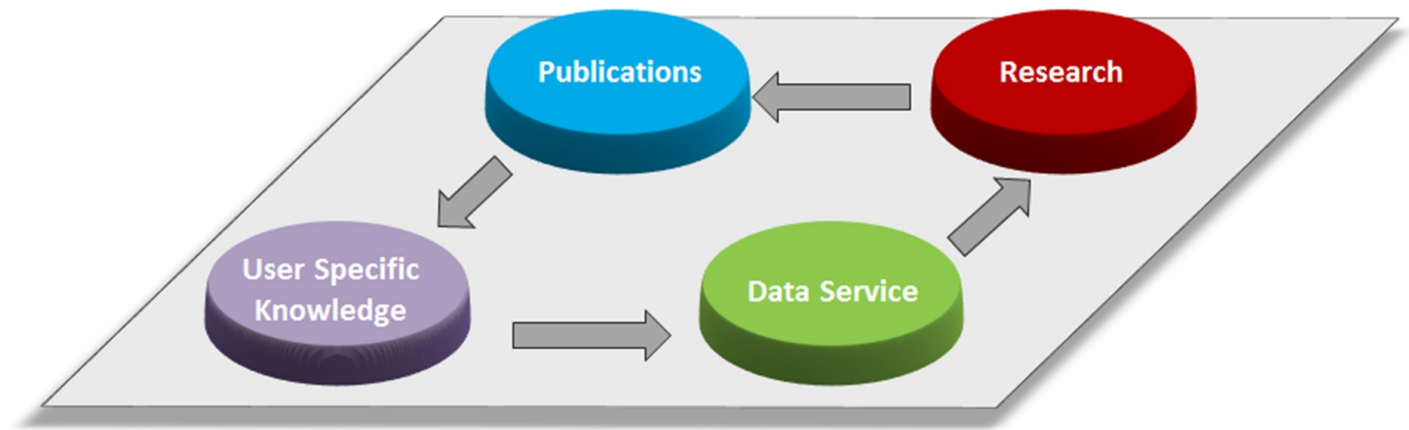 Publications
Research
User Specific
Knowledge
Data Service